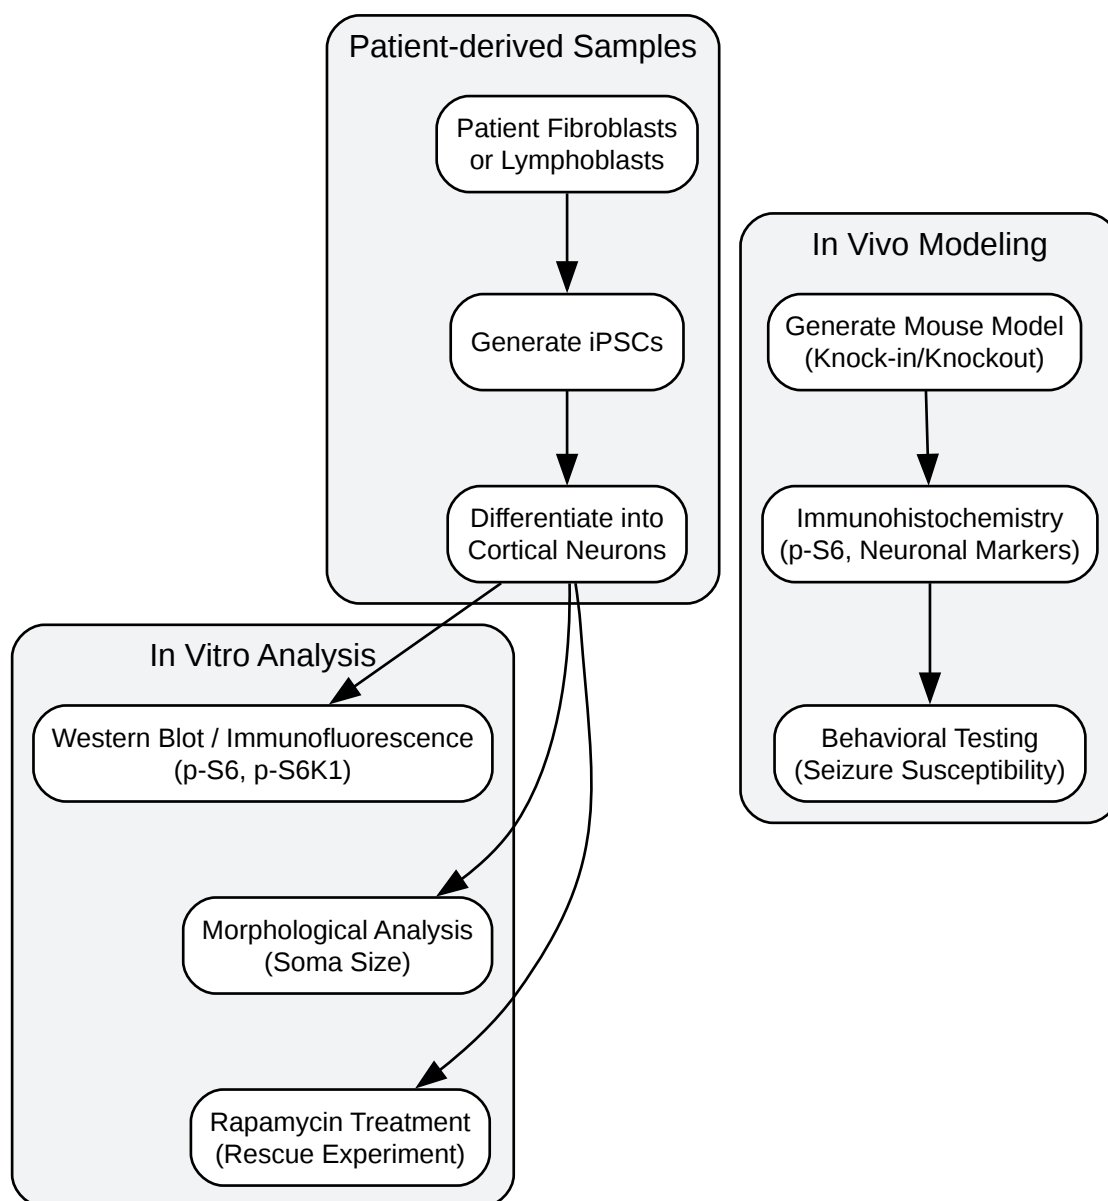 Patient-derived Samples
Patient Fibroblasts
or Lymphoblasts
Generate iPSCs
Differentiate into
Cortical Neurons
In Vivo Modeling
Generate Mouse Model
(Knock-in/Knockout)
Immunohistochemistry
(p-S6, Neuronal Markers)
Behavioral Testing
(Seizure Susceptibility)
In Vitro Analysis
Western Blot / Immunofluorescence
(p-S6, p-S6K1)
Morphological Analysis
(Soma Size)
Rapamycin Treatment
(Rescue Experiment)